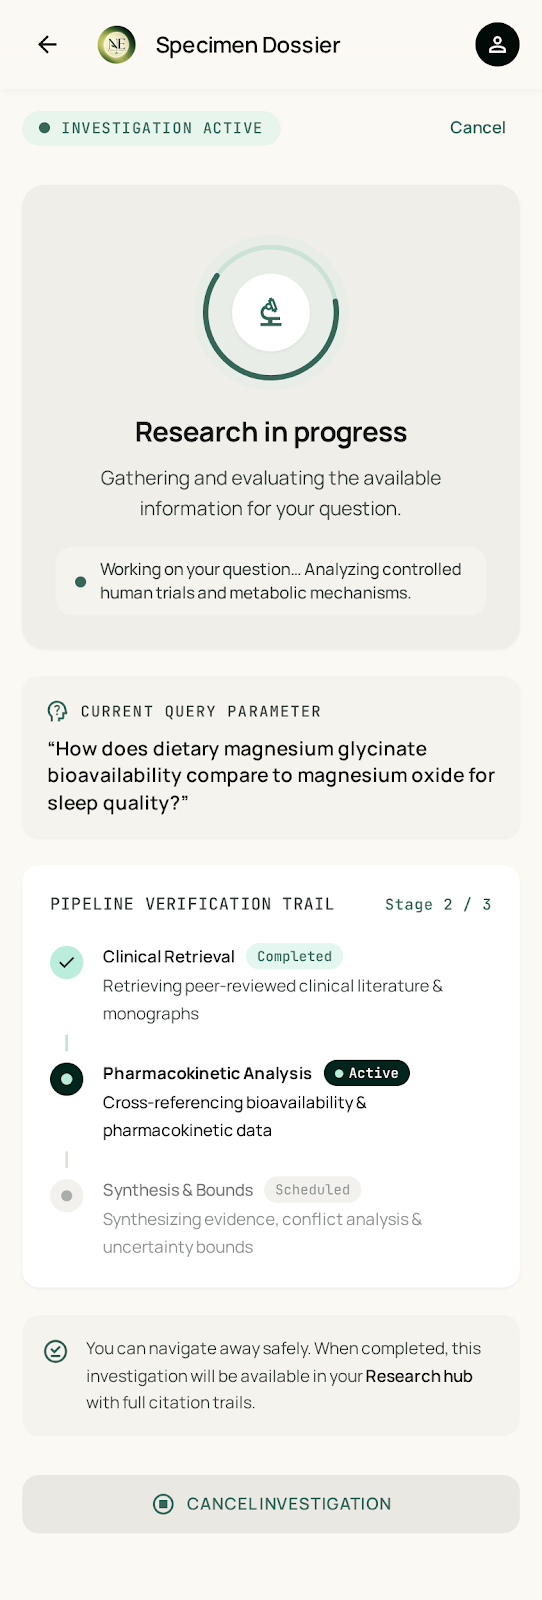 NE
Specimen Dossier
INVESTIGATION ACTIVE
Cancel
Research in progress
Gathering and evaluating the available
information for your question.
Working on your question... Analyzing controlled
human trials and metabolic mechanisms.
CURRENT QUERY PARAMETER
“How does dietary magnesium glycinate
bioavailability compare to magnesium oxide for
sleep quality?”
PIPELINE VERIFICATION TRAIL
Stage 2 / 3
Clinical Retrieval
Completed
Retrieving peer-reviewed clinical literature &
monographs
Pharmacokinetic Analysis
Active
Cross-referencing bioavailability &
pharmacokinetic data
Synthesis & Bounds
Scheduled
Synthesizing evidence, conflict analysis &
uncertainty bounds
You can navigate away safely. When completed, this
investigation will be available in your Research hub
with full citation trails.
CANCEL INVESTIGATION